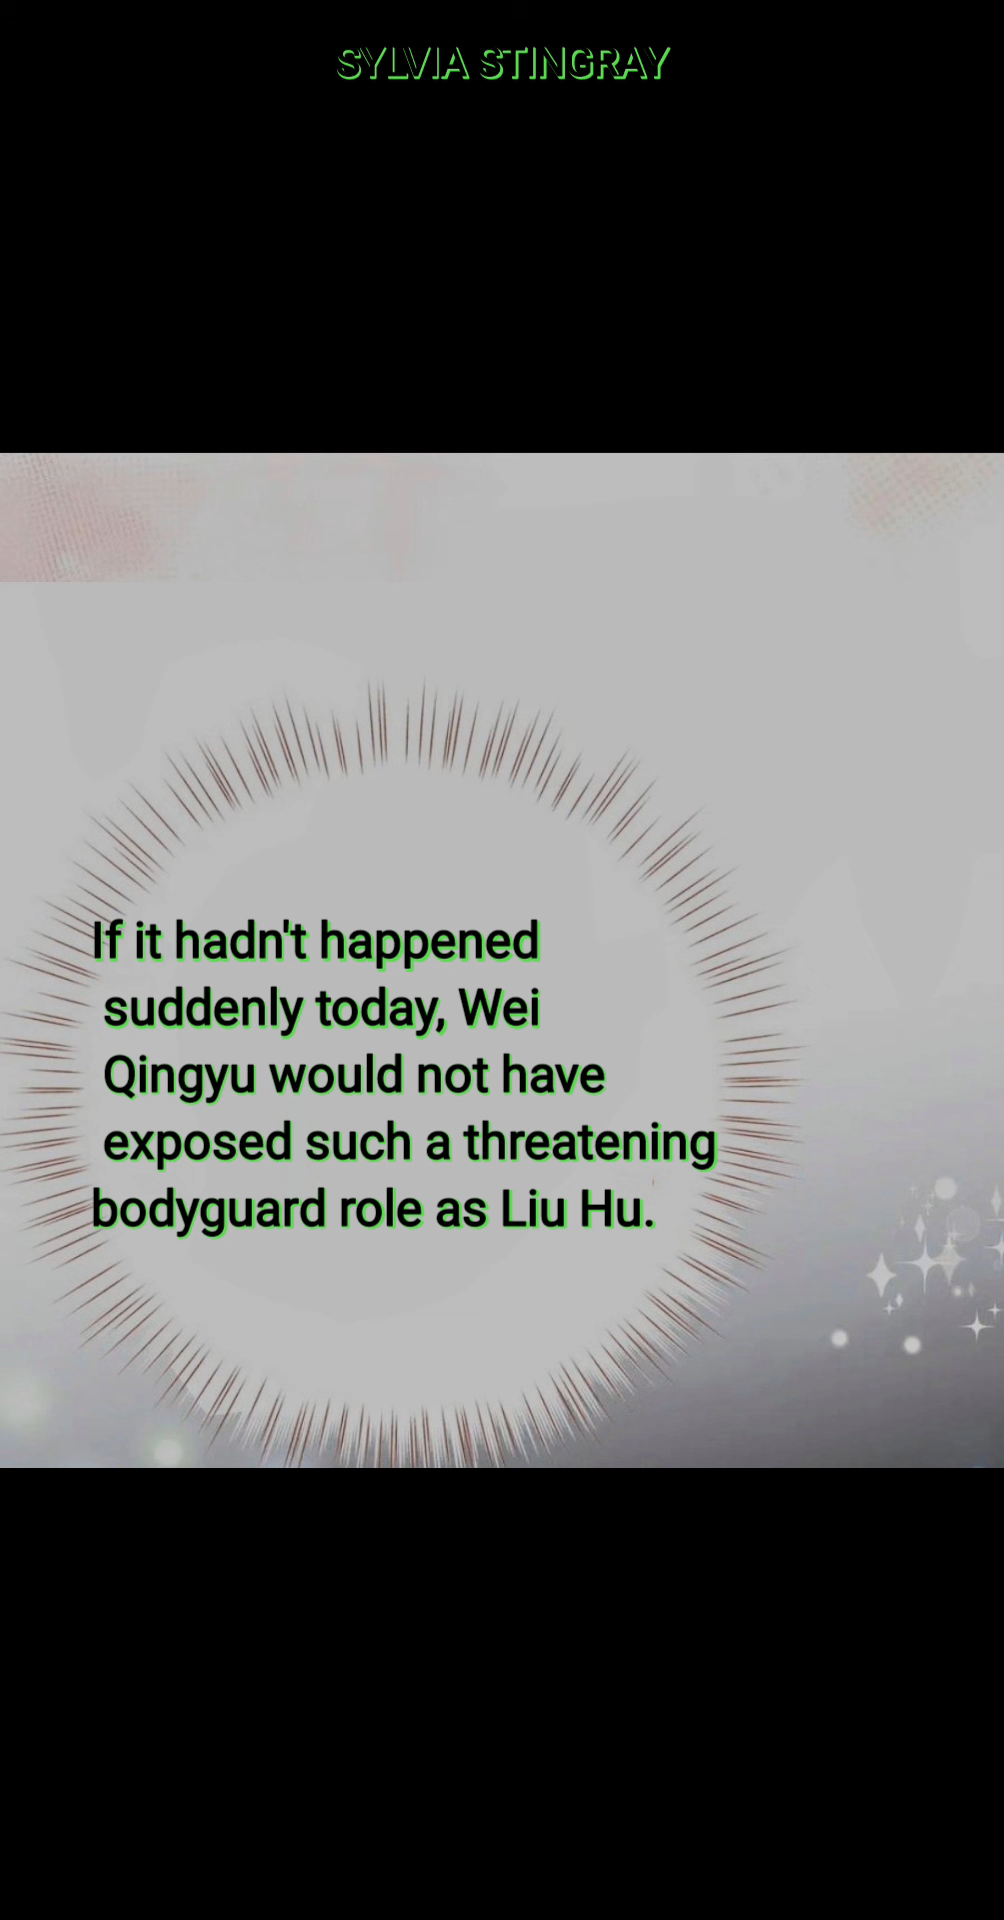 SYLVIA STINGRAY
If it hadn't happened
suddenly today, Wei
Qingyu would not have
exposed such a threatening
bodyguard role as Liu Hu.